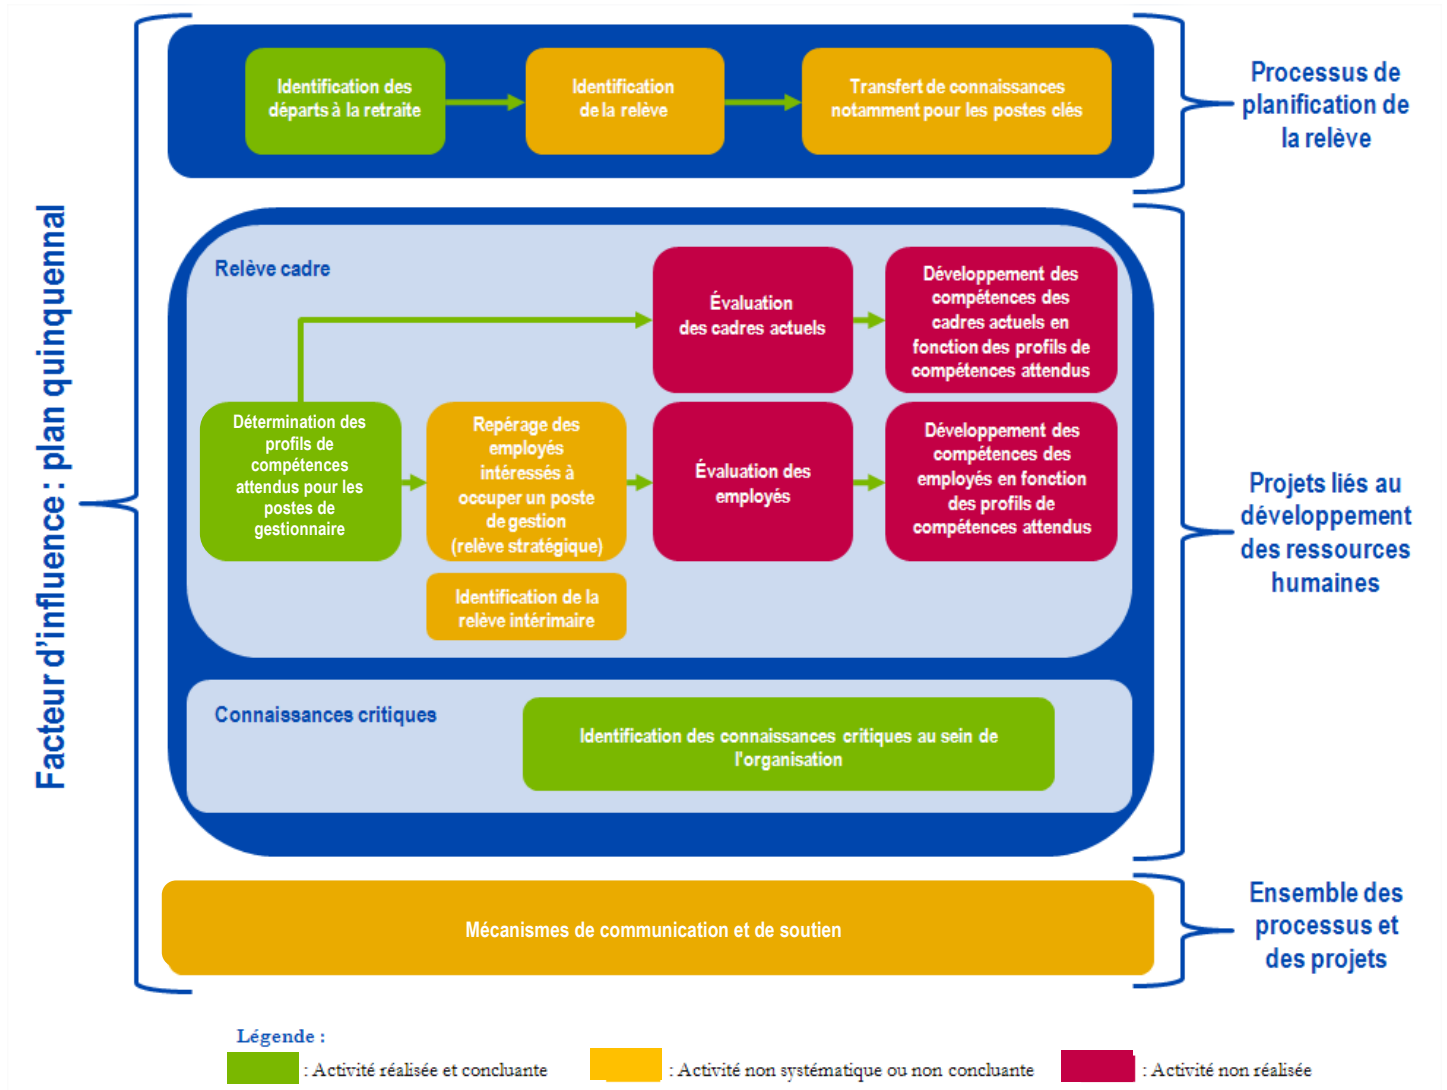 Facteur d'influence : plan quinquennal
Identification des
départs à la retraite
Identification
de la relève
Transfert de connaissances
notamment pour les postes clés
Processus de
planification de
la relève
Relève cadre
Évaluation
des cadres actuels
Développement des
compétences des
cadres actuels en
fonction des profils de
compétences attendus
Détermination des
profils de
compétences
attendus pour les
postes de
gestionnaire
Repérage des
employés
intéressés à
occuper un poste
de gestion
(relève stratégique)
Évaluation des
employés
Développement des
compétences des
employés en fonction
des profils de
compétences attendus
Identification de la
relève intérimaire
Projets liés au
développement
des ressources
humaines
Connaissances critiques
Identification des connaissances critiques au sein de
l'organisation
Mécanismes de communication et de soutien
Ensemble des
processus et
des projets
Légende :
: Activité réalisée et concluante
: Activité non systématique ou non concluante
: Activité non réalisée